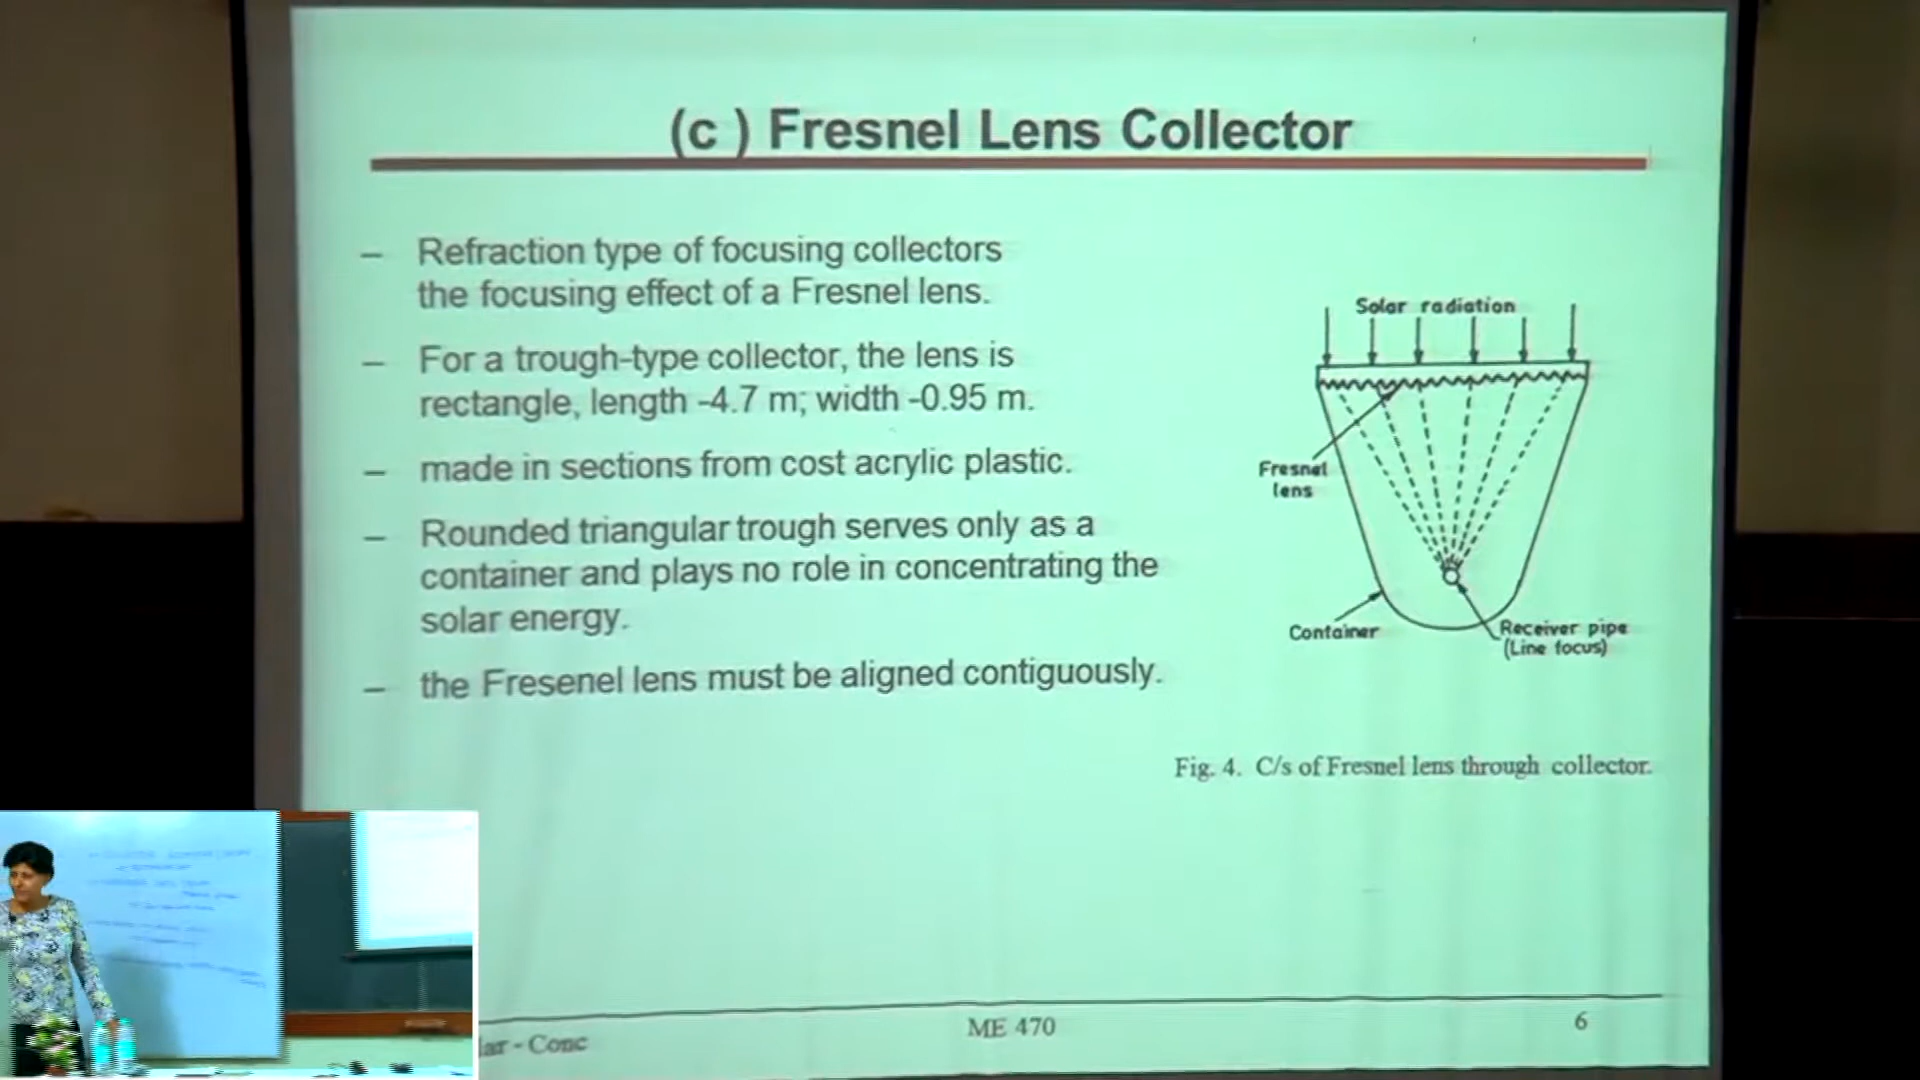 (c ) Fresnel Lens Collector
– Refraction type of focusing collectors
the focusing effect of a Fresnel lens.
– For a trough-type collector, the lens is
rectangle, length -4.7 m; width -0.95 m.
– made in sections from cost acrylic plastic.
– Rounded triangular trough serves only as a
container and plays no role in concentrating the
solar energy.
– the Fresenel lens must be aligned contiguously.
Solar radiation
Fresnel
lens
Container
Receiver pipe
(Line focus)
Fig. 4. C/s of Fresnel lens through collector.
lar - Conc
ME 470
6